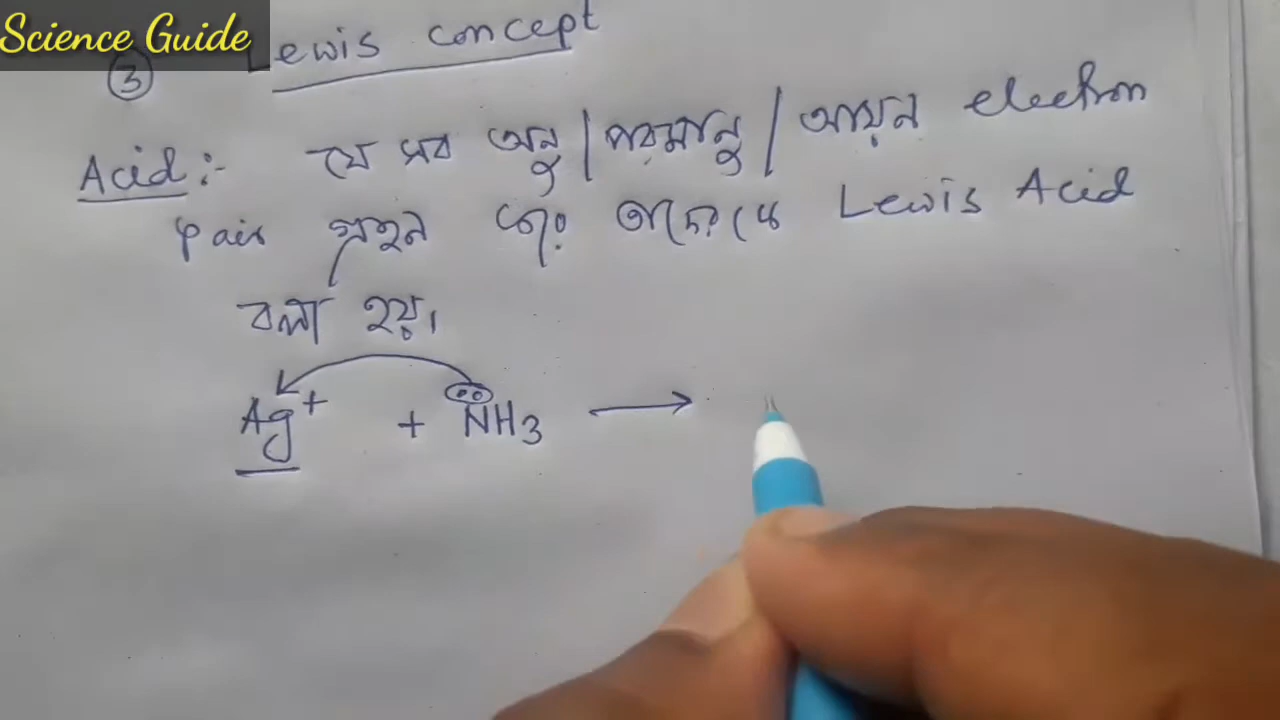 Science Guide
③ Lewis concept
Acid :- যে সব অনু / পরমানু / আয়ন electron
pair গ্রহন করে তাদেরকে Lewis Acid
বলা হয়।
Ag⁺ + NH3 →